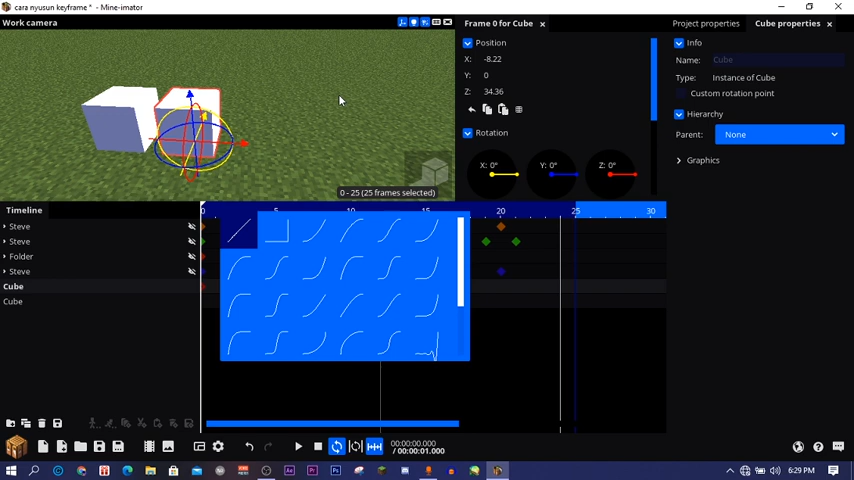 cara nyusun keyframe * - Mine-imator
Work camera
Frame 0 for Cube
Project properties
Cube properties
Position
X: -8.22
Y: 0
Z: 34.36
Rotation
X: 0°
Y: 0°
Z: 0°
Info
Name: Cube
Type: Instance of Cube
Custom rotation point
Hierarchy
Parent: None
Graphics
0 - 25 (25 frames selected)
Timeline
0 5 10 15 20 25 30
Steve
Steve
Folder
Steve
Cube
Cube
00:00:00.000
/ 00:00:01.000
Ae
Pr
Ps
6:29 PM